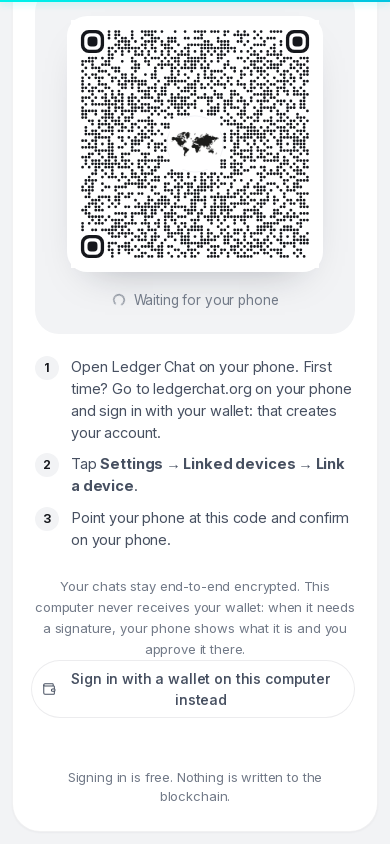 Waiting for your phone
1 Open Ledger Chat on your phone. First
time? Go to ledgerchat.org on your phone
and sign in with your wallet: that creates
your account.
2 Tap Settings → Linked devices → Link
a device.
3 Point your phone at this code and confirm
on your phone.
Your chats stay end-to-end encrypted. This
computer never receives your wallet: when it needs
a signature, your phone shows what it is and you
approve it there.
Sign in with a wallet on this computer
instead
Signing in is free. Nothing is written to the
blockchain.